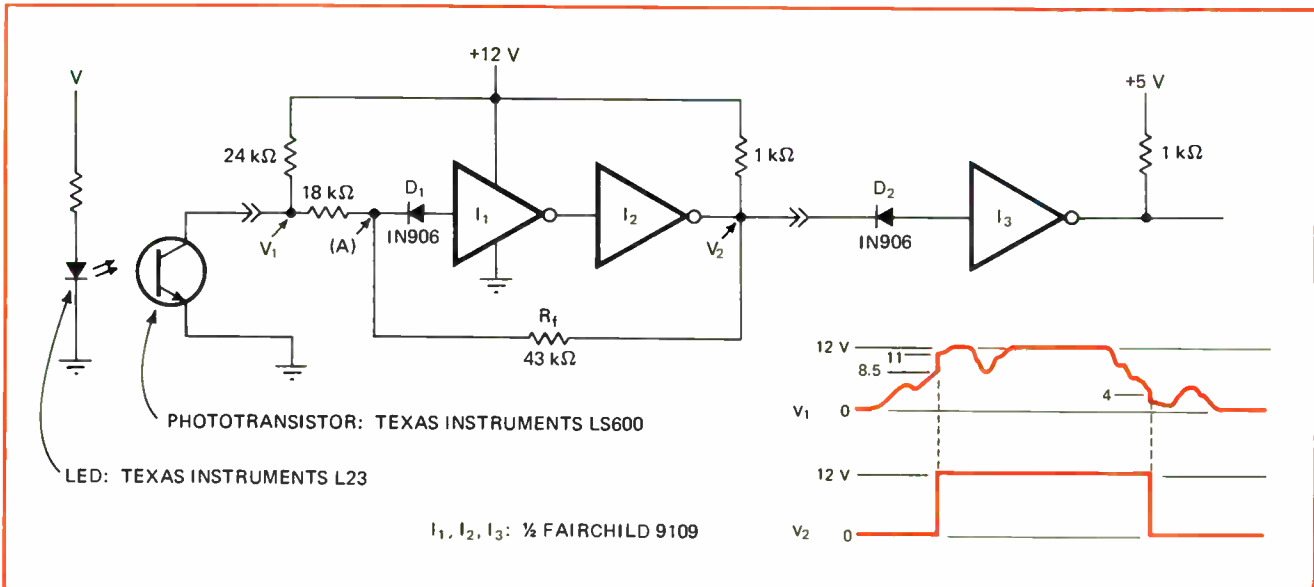 +12 V
V
+5 V
24 kΩ
1 kΩ
1 kΩ
18 kΩ
D1
D2
I1
I2
I3
V1
(A)
IN906
V2
IN906
Rf
43 kΩ
PHOTOTRANSISTOR: TEXAS INSTRUMENTS LS600
LED: TEXAS INSTRUMENTS L23
I1, I2, I3: ½ FAIRCHILD 9109
12 V
11
8.5
4
V1 0
12 V
V2 0